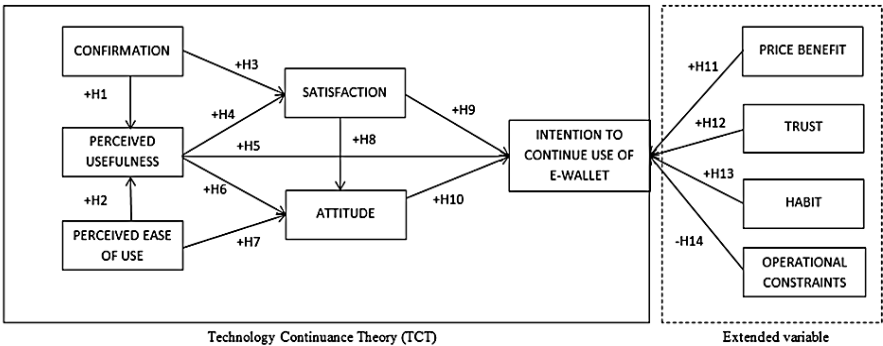 CONFIRMATION
+H1
+H3
PERCEIVED
USEFULNESS
+H2
PERCEIVED EASE
OF USE
+H4
+H5
+H6
+H7
SATISFACTION
+H8
ATTITUDE
+H9
+H10
INTENTION TO
CONTINUE USE OF
E-WALLET
+H11
+H12
+H13
-H14
PRICE BENEFIT
TRUST
HABIT
OPERATIONAL
CONSTRAINTS
Technology Continuance Theory (TCT)
Extended variable